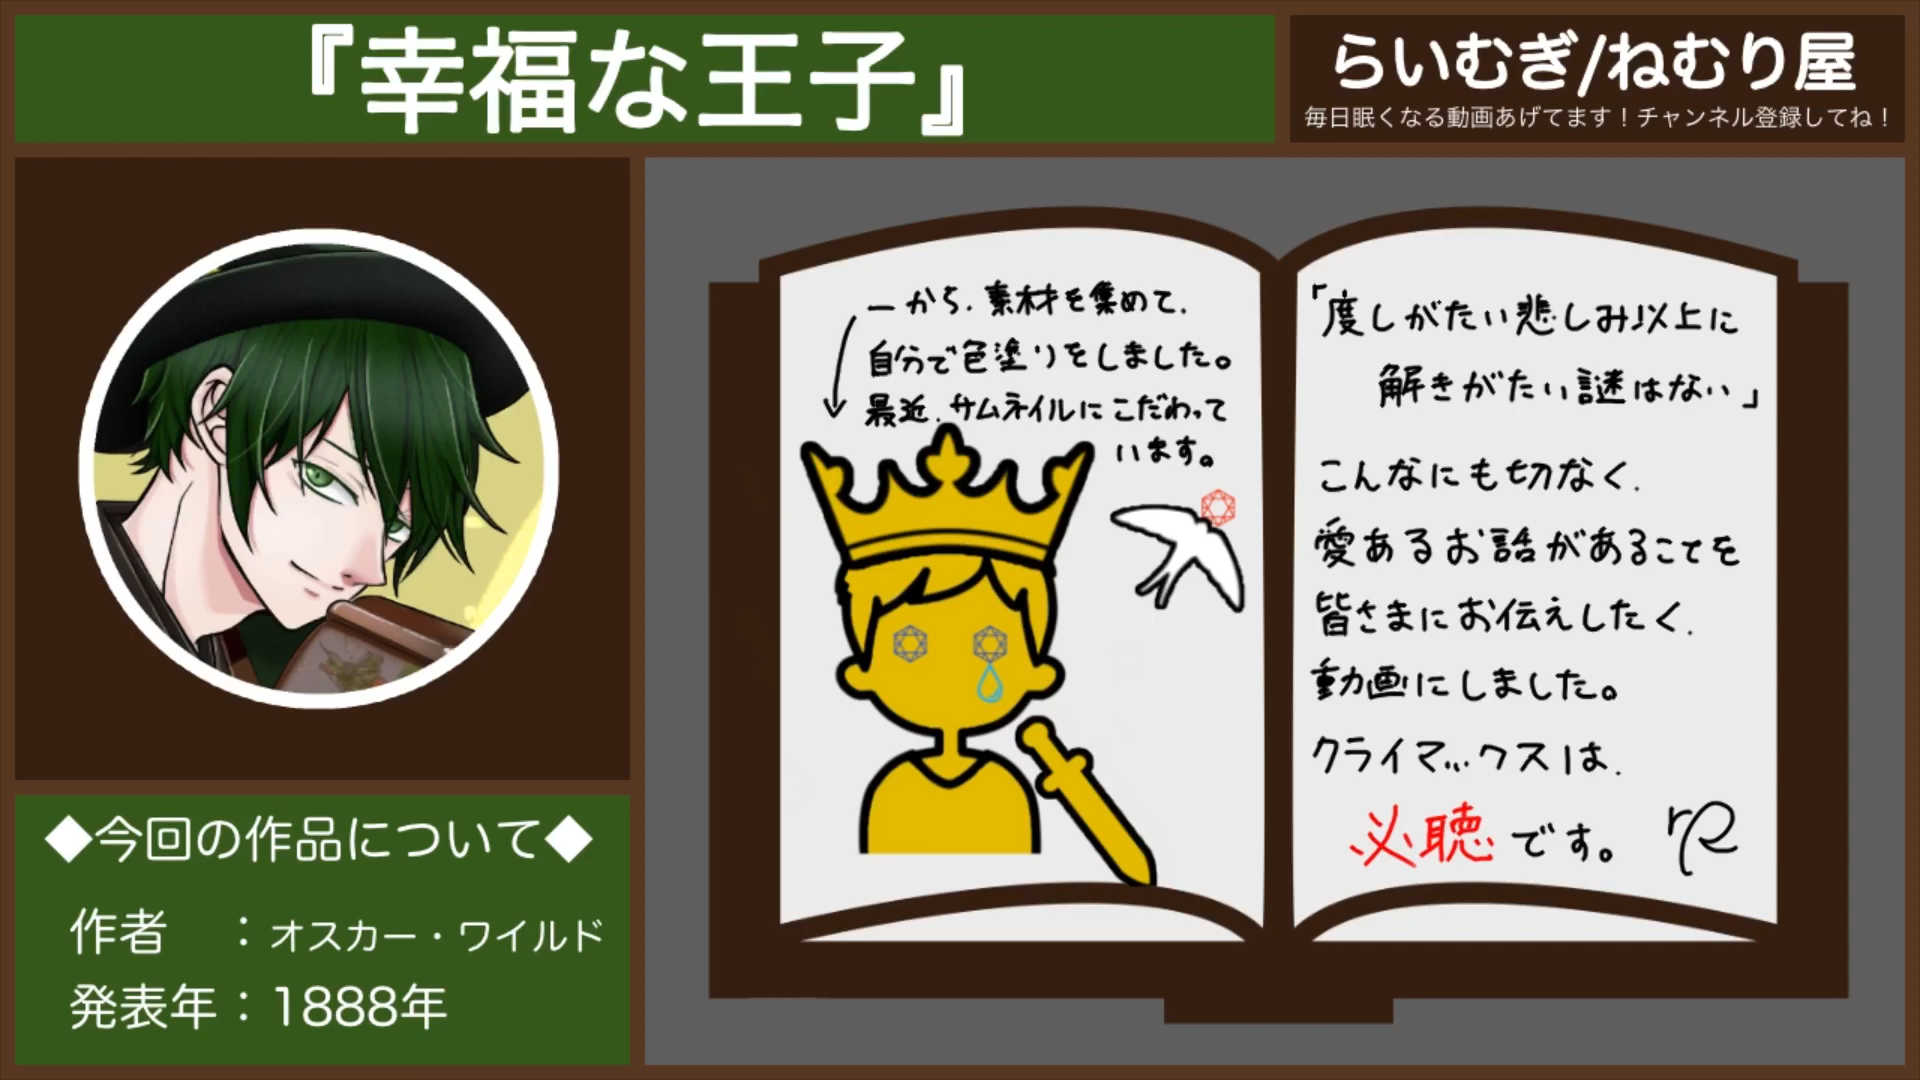 『幸福な王子』
らいむぎ/ねむり屋
毎日眠くなる動画あげてます！チャンネル登録してね！
一から、素材を集めて、
自分で色塗りをしました。
最近、サムネイルにこだわって
います。
「度しがたい悲しみ以上に
解きがたい謎はない」
こんなにも切なく、
愛あるお話があることを
皆さまにお伝えしたく、
動画にしました。
クライマックスは、
必聴です。
◆今回の作品について◆
作者　：オスカー・ワイルド
発表年：1888年